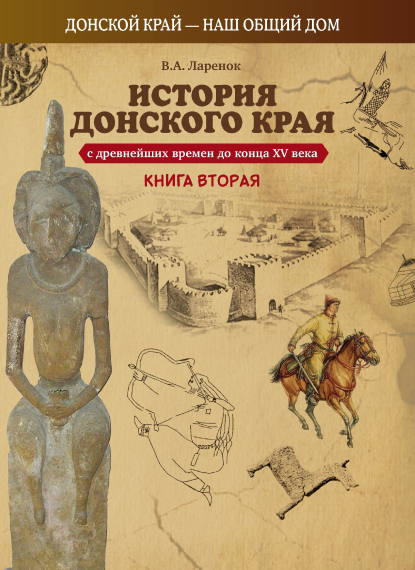 ДОНСКОЙ КРАЙ — НАШ ОБЩИЙ ДОМ
В.А. Ларенок
ИСТОРИЯ
ДОНСКОГО КРАЯ
с древнейших времен до конца XV века
КНИГА ВТОРАЯ